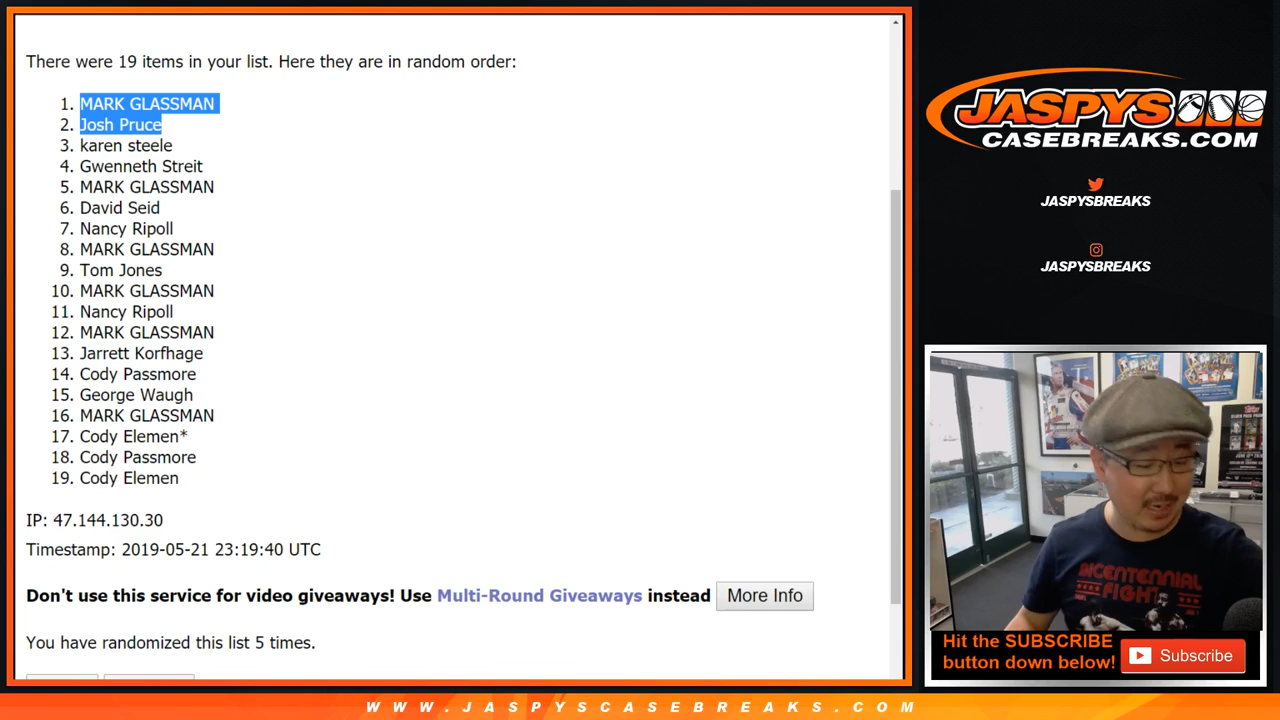 There were 19 items in your list. Here they are in random order:
1. MARK GLASSMAN
2. Josh Pruce
3. karen steele
4. Gwenneth Streit
5. MARK GLASSMAN
6. David Seid
7. Nancy Ripoll
8. MARK GLASSMAN
9. Tom Jones
10. MARK GLASSMAN
11. Nancy Ripoll
12. MARK GLASSMAN
13. Jarrett Korfhage
14. Cody Passmore
15. George Waugh
16. MARK GLASSMAN
17. Cody Elemen*
18. Cody Passmore
19. Cody Elemen
IP: 47.144.130.30
Timestamp: 2019-05-21 23:19:40 UTC
Don't use this service for video giveaways! Use Multi-Round Giveaways instead More Info
You have randomized this list 5 times.
JASPYS
CASEBREAKS.COM
JASPYSBREAKS
JASPYSBREAKS
BICENTENNIAL
FIGHT
Hit the SUBSCRIBE
button down below!
Subscribe
WWW.JASPYSCASEBREAKS.COM